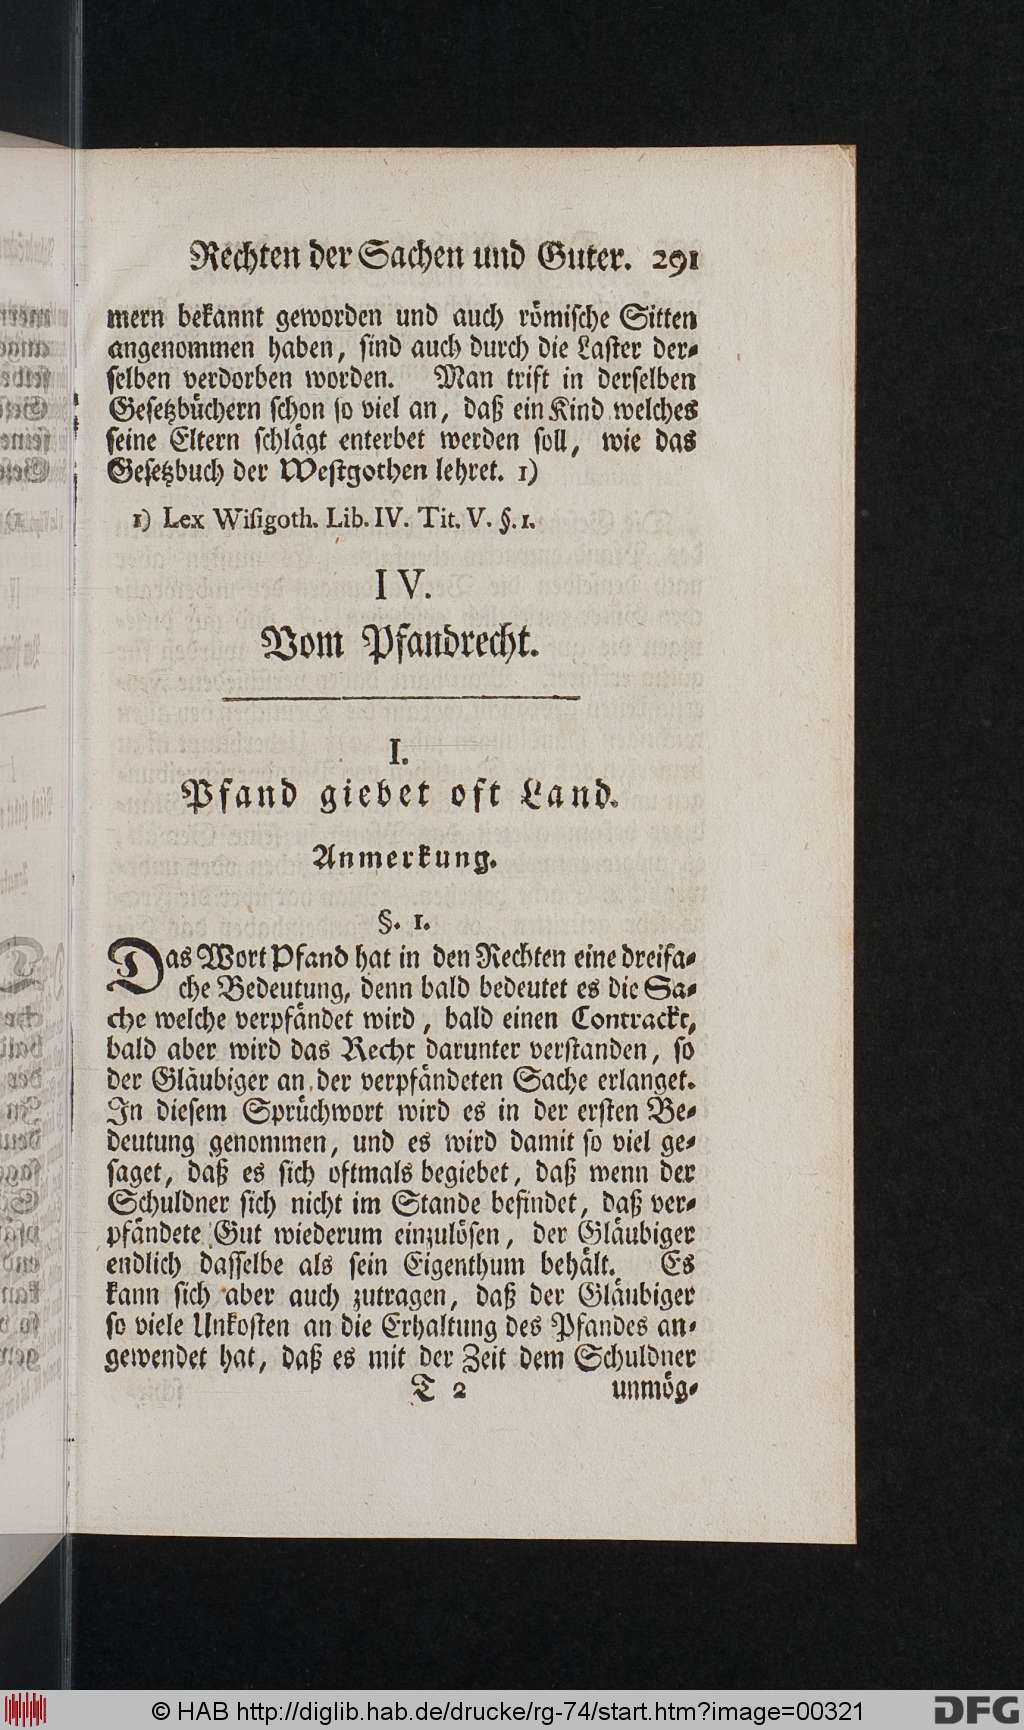 Rechten der Sachen und Guter. 291
mern bekannt geworden und auch römische Sitten
angenommen haben, sind auch durch die Laster der-
selben verdorben worden. Man trift in derselben
Gesetzbüchern schon so viel an, daß ein Kind welches
seine Eltern schlägt enterbet werden soll, wie das
Gesetzbuch der Westgothen lehret. 1)
1) Lex Wisigoth. Lib. IV. Tit. V. §. 1.
IV.
Vom Pfandrecht.
I.
Pfand giebet oft Land.
Anmerkung.
§. 1.
Das Wort Pfand hat in den Rechten eine dreifa-
che Bedeutung, denn bald bedeutet es die Sa-
che welche verpfändet wird, bald einen Contrackt,
bald aber wird das Recht darunter verstanden, so
der Gläubiger an der verpfändeten Sache erlanget.
In diesem Sprüchwort wird es in der ersten Be-
deutung genommen, und es wird damit so viel ge-
saget, daß es sich oftmals begiebet, daß wenn der
Schuldner sich nicht im Stande befindet, daß ver-
pfändete Gut wiederum einzulösen, der Gläubiger
endlich dasselbe als sein Eigenthum behält. Es
kann sich aber auch zutragen, daß der Gläubiger
so viele Unkosten an die Erhaltung des Pfandes an-
gewendet hat, daß es mit der Zeit dem Schuldner
T 2 unmög-
© HAB http://diglib.hab.de/drucke/rg-74/start.htm?image=00321
DFG